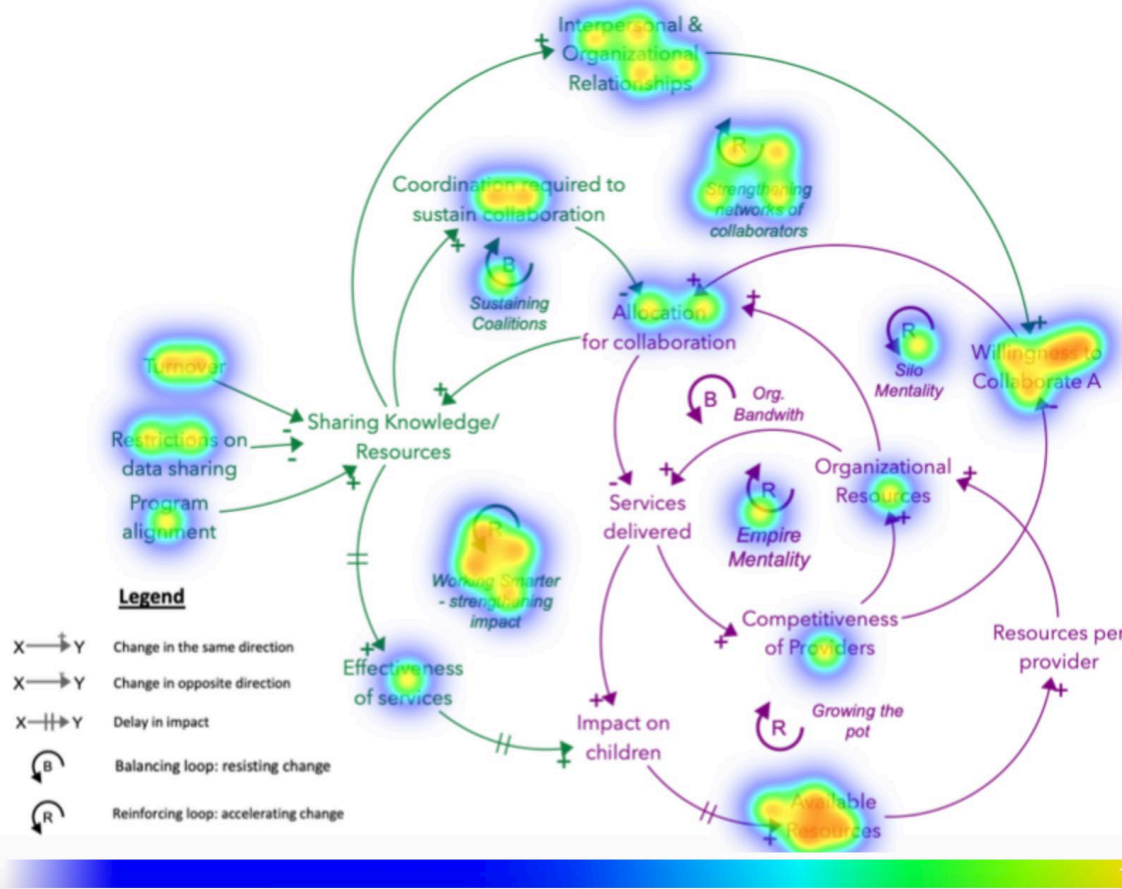 Interpersonal &
Organizational
Relationships
+
R
Strengthening
networks of
collaborators
Coordination required to
sustain collaboration
+
B
Sustaining
Coalitions
-
+
+
Allocation
for collaboration
R
Silo
Mentality
+
Willingness to
Collaborate A
-
Turnover
Restrictions on
data sharing
Program
alignment
-
-
+
+
Sharing Knowledge/
Resources
B
Org.
Bandwith
-
+
Services
delivered
Organizational
Resources
+
+
R
Empire
Mentality
R
Working Smarter
- strengthening
impact
Competitiveness
of Providers
+
Resources per
provider
+
+
Effectiveness
of services
+
Impact on
children
+
R
Growing the
pot
Available
Resources
+
Legend
X + Y Change in the same direction
X - Y Change in opposite direction
X Y Delay in impact
B Balancing loop: resisting change
R Reinforcing loop: accelerating change